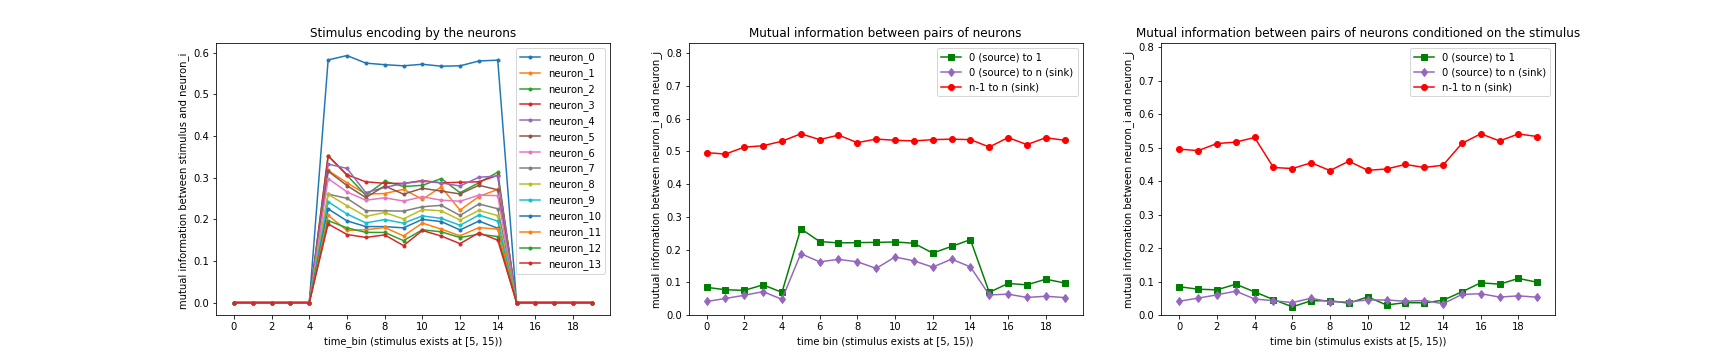 Stimulus encoding by the neurons
mutual information between stimulus and neuron_i
0.6
0.5
0.4
0.3
0.2
0.1
0.0
neuron_0
neuron_1
neuron_2
neuron_3
neuron_4
neuron_5
neuron_6
neuron_7
neuron_8
neuron_9
neuron_10
neuron_11
neuron_12
neuron_13
0 2 4 6 8 10 12 14 16 18
time_bin (stimulus exists at [5, 15))
Mutual information between pairs of neurons
mutual information between neuron_i and neuron_j
0.8
0.7
0.6
0.5
0.4
0.3
0.2
0.1
0.0
0 (source) to 1
0 (source) to n (sink)
n-1 to n (sink)
0 2 4 6 8 10 12 14 16 18
time bin (stimulus exists at [5, 15))
Mutual information between pairs of neurons conditioned on the stimulus
mutual information between neuron_i and neuron_j
0.8
0.7
0.6
0.5
0.4
0.3
0.2
0.1
0.0
0 (source) to 1
0 (source) to n (sink)
n-1 to n (sink)
0 2 4 6 8 10 12 14 16 18
time bin (stimulus exists at [5, 15))